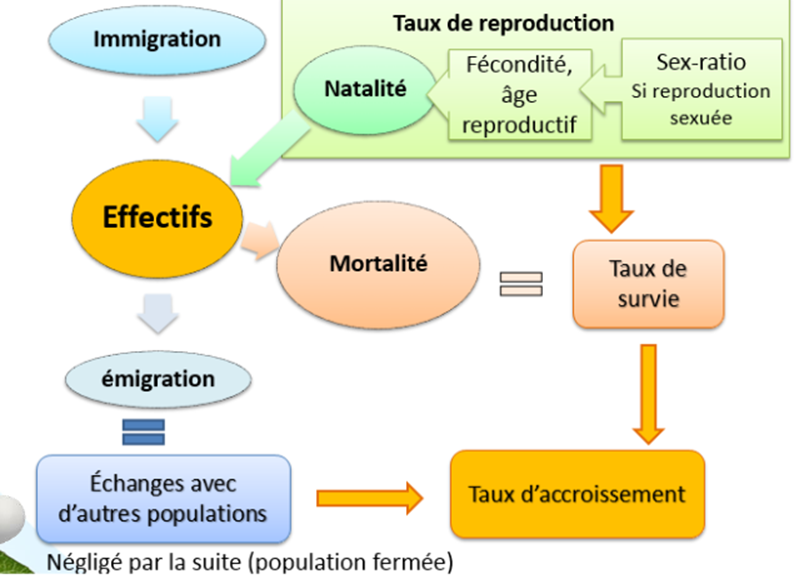 Immigration
Taux de reproduction
Natalité
Fécondité,
âge
reproductif
Sex-ratio
Si reproduction
sexuée
Effectifs
Mortalité
Taux de
survie
émigration
Échanges avec
d'autres populations
Taux d'accroissement
Négligé par la suite (population fermée)